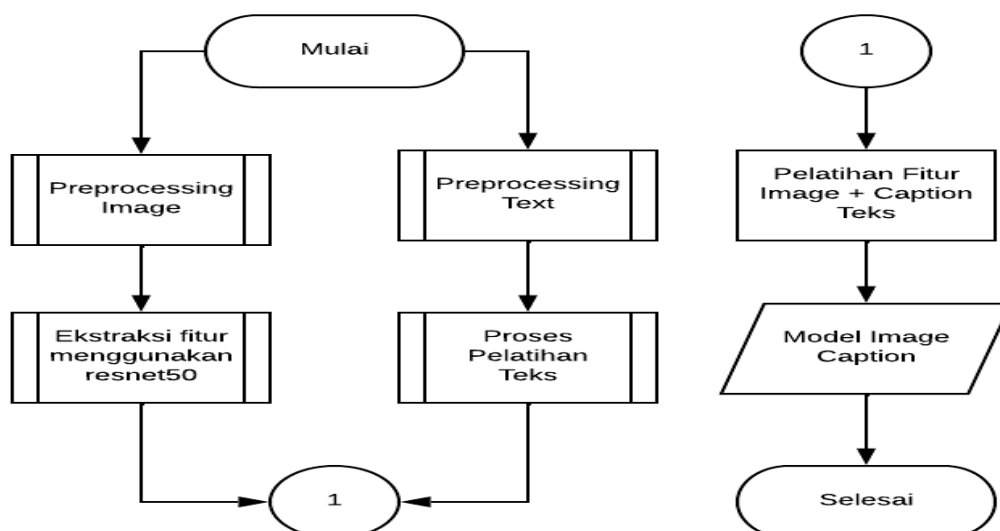 Mulai
Preprocessing
Image
Preprocessing
Text
Ekstraksi fitur
menggunakan
resnet50
Proses
Pelatihan
Teks
1
1
Pelatihan Fitur
Image + Caption
Teks
Model Image
Caption
Selesai